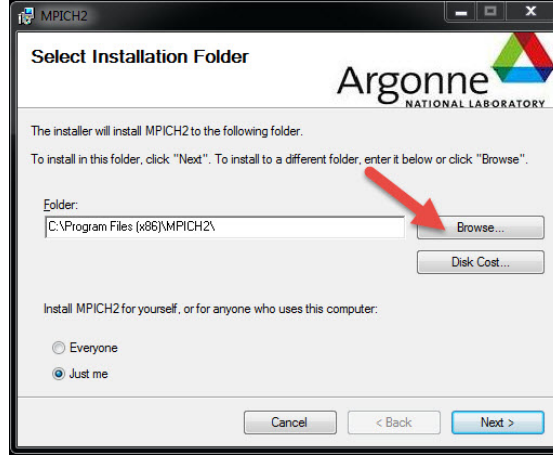 MPICH2
Select Installation Folder
Argonne
NATIONAL LABORATORY
The installer will install MPICH2 to the following folder.
To install in this folder, click "Next". To install to a different folder, enter it below or click "Browse".
Folder:
C:\Program Files (x86)\MPICH2\
Browse...
Disk Cost...
Install MPICH2 for yourself, or for anyone who uses this computer:
Everyone
Just me
Cancel
< Back
Next >